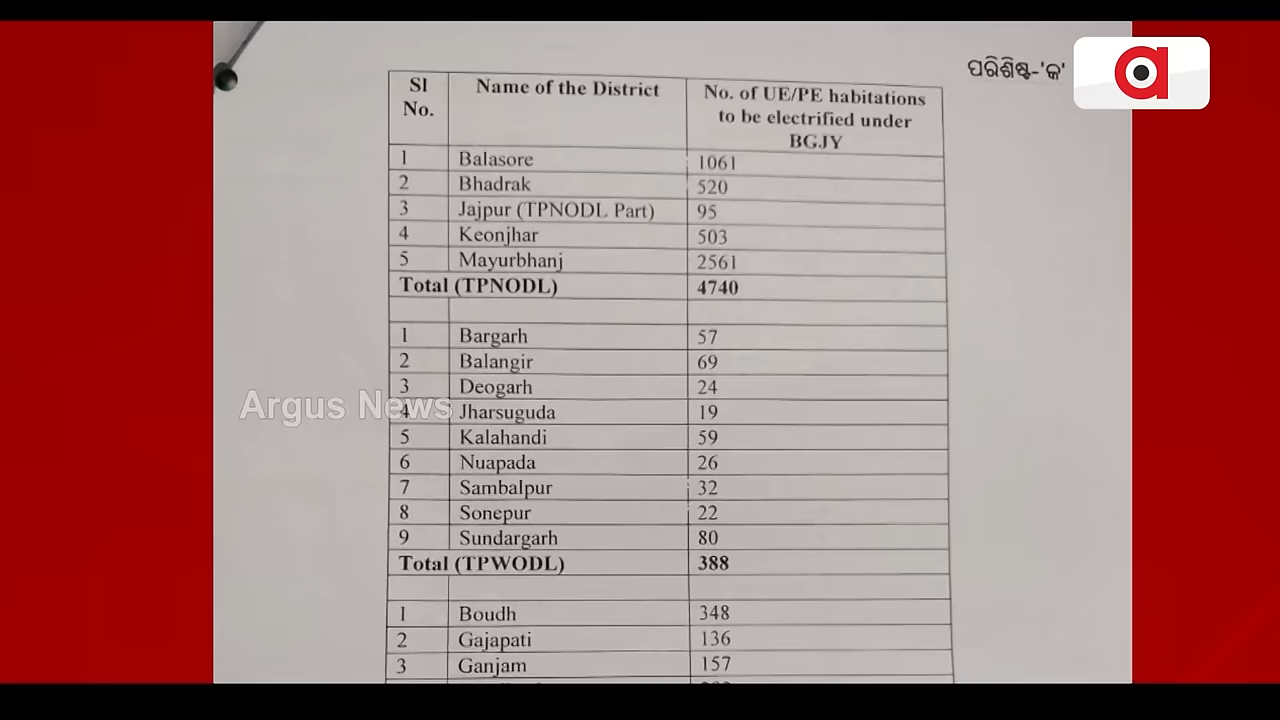 ପରିଶିଷ୍ଟ-'କ'
a
Sl No. Name of the District No. of UE/PE habitations to be electrified under BGJY
1 Balasore 1061
2 Bhadrak 520
3 Jajpur (TPNODL Part) 95
4 Keonjhar 503
5 Mayurbhanj 2561
Total (TPNODL) 4740
1 Bargarh 57
2 Balangir 69
3 Deogarh 24
Argus News
4 Jharsuguda 19
5 Kalahandi 59
6 Nuapada 26
7 Sambalpur 32
8 Sonepur 22
9 Sundargarh 80
Total (TPWODL) 388
1 Boudh 348
2 Gajapati 136
3 Ganjam 157